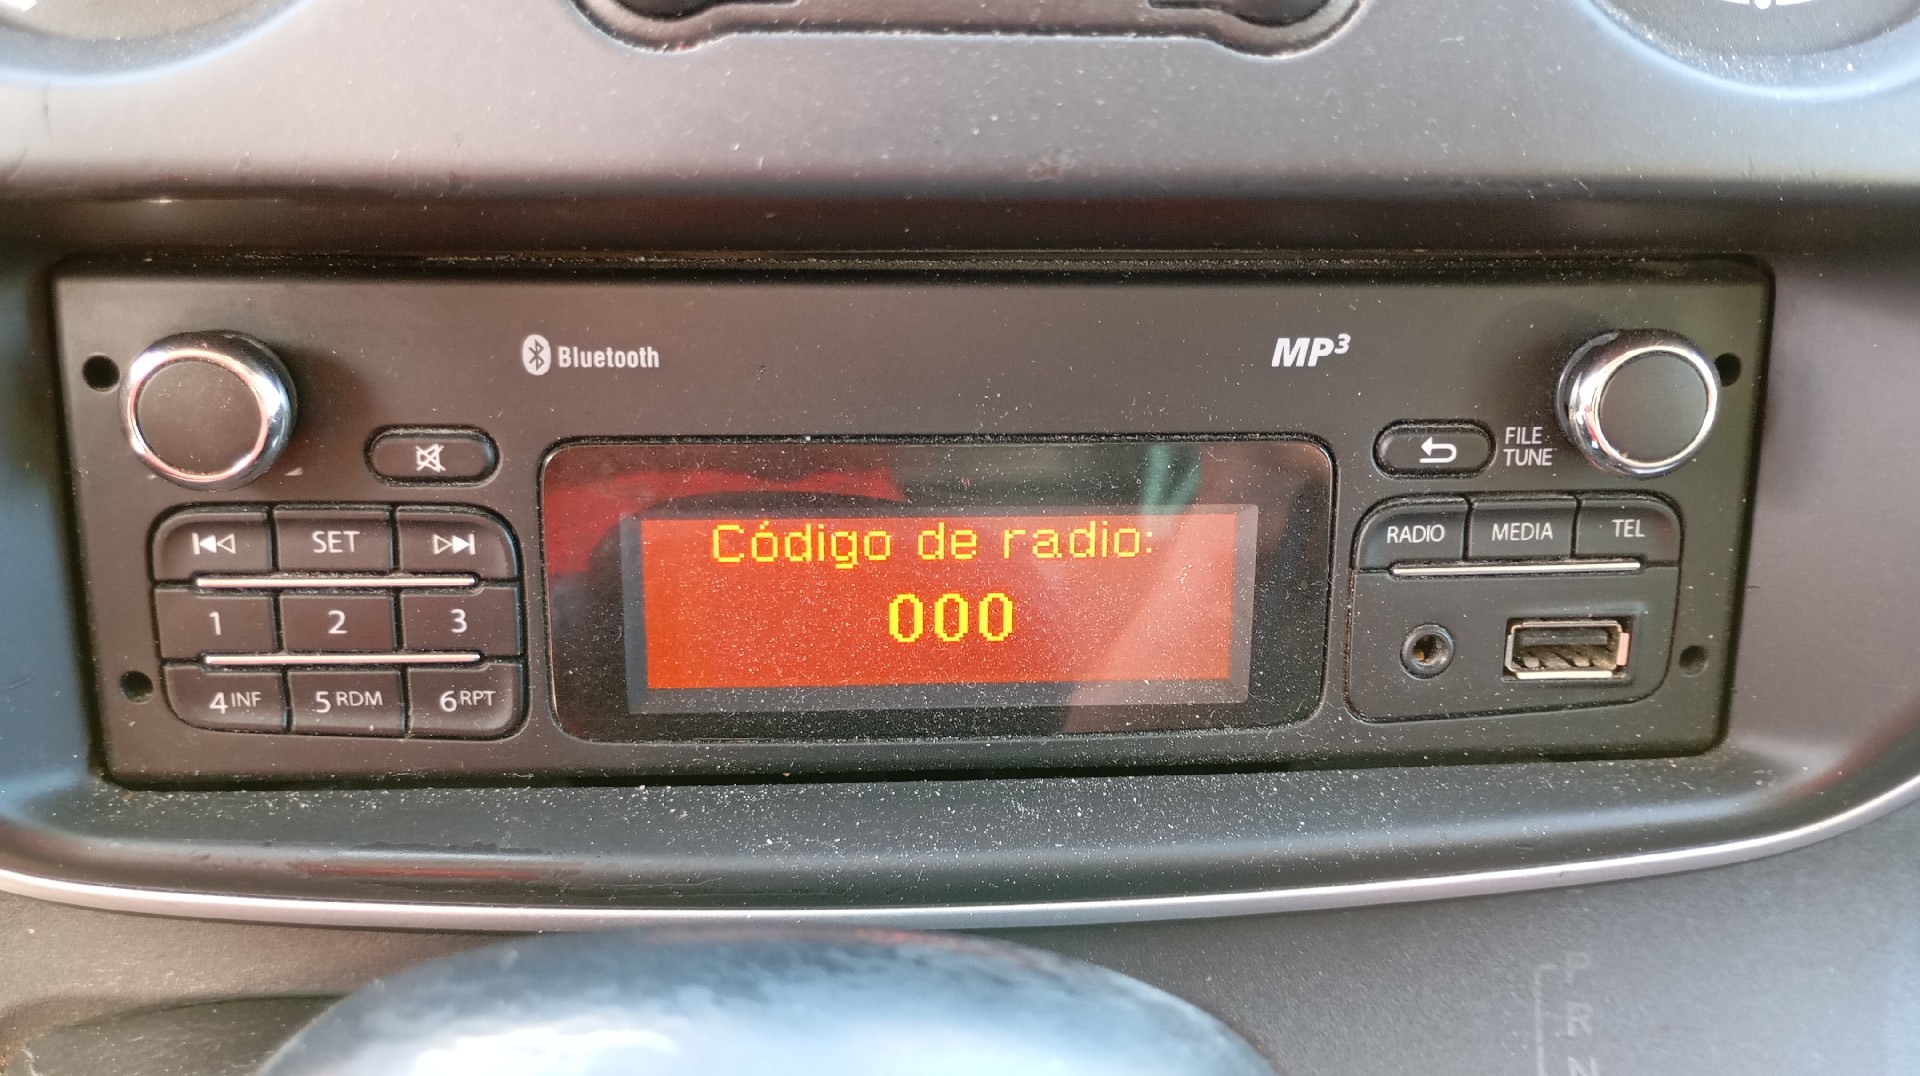 Bluetooth
MP3
FILE
TUNE
SET
Código de radio:
RADIO
MEDIA
TEL
000
1
2
3
4 INF
5 RDM
6 RPT
P
R
N